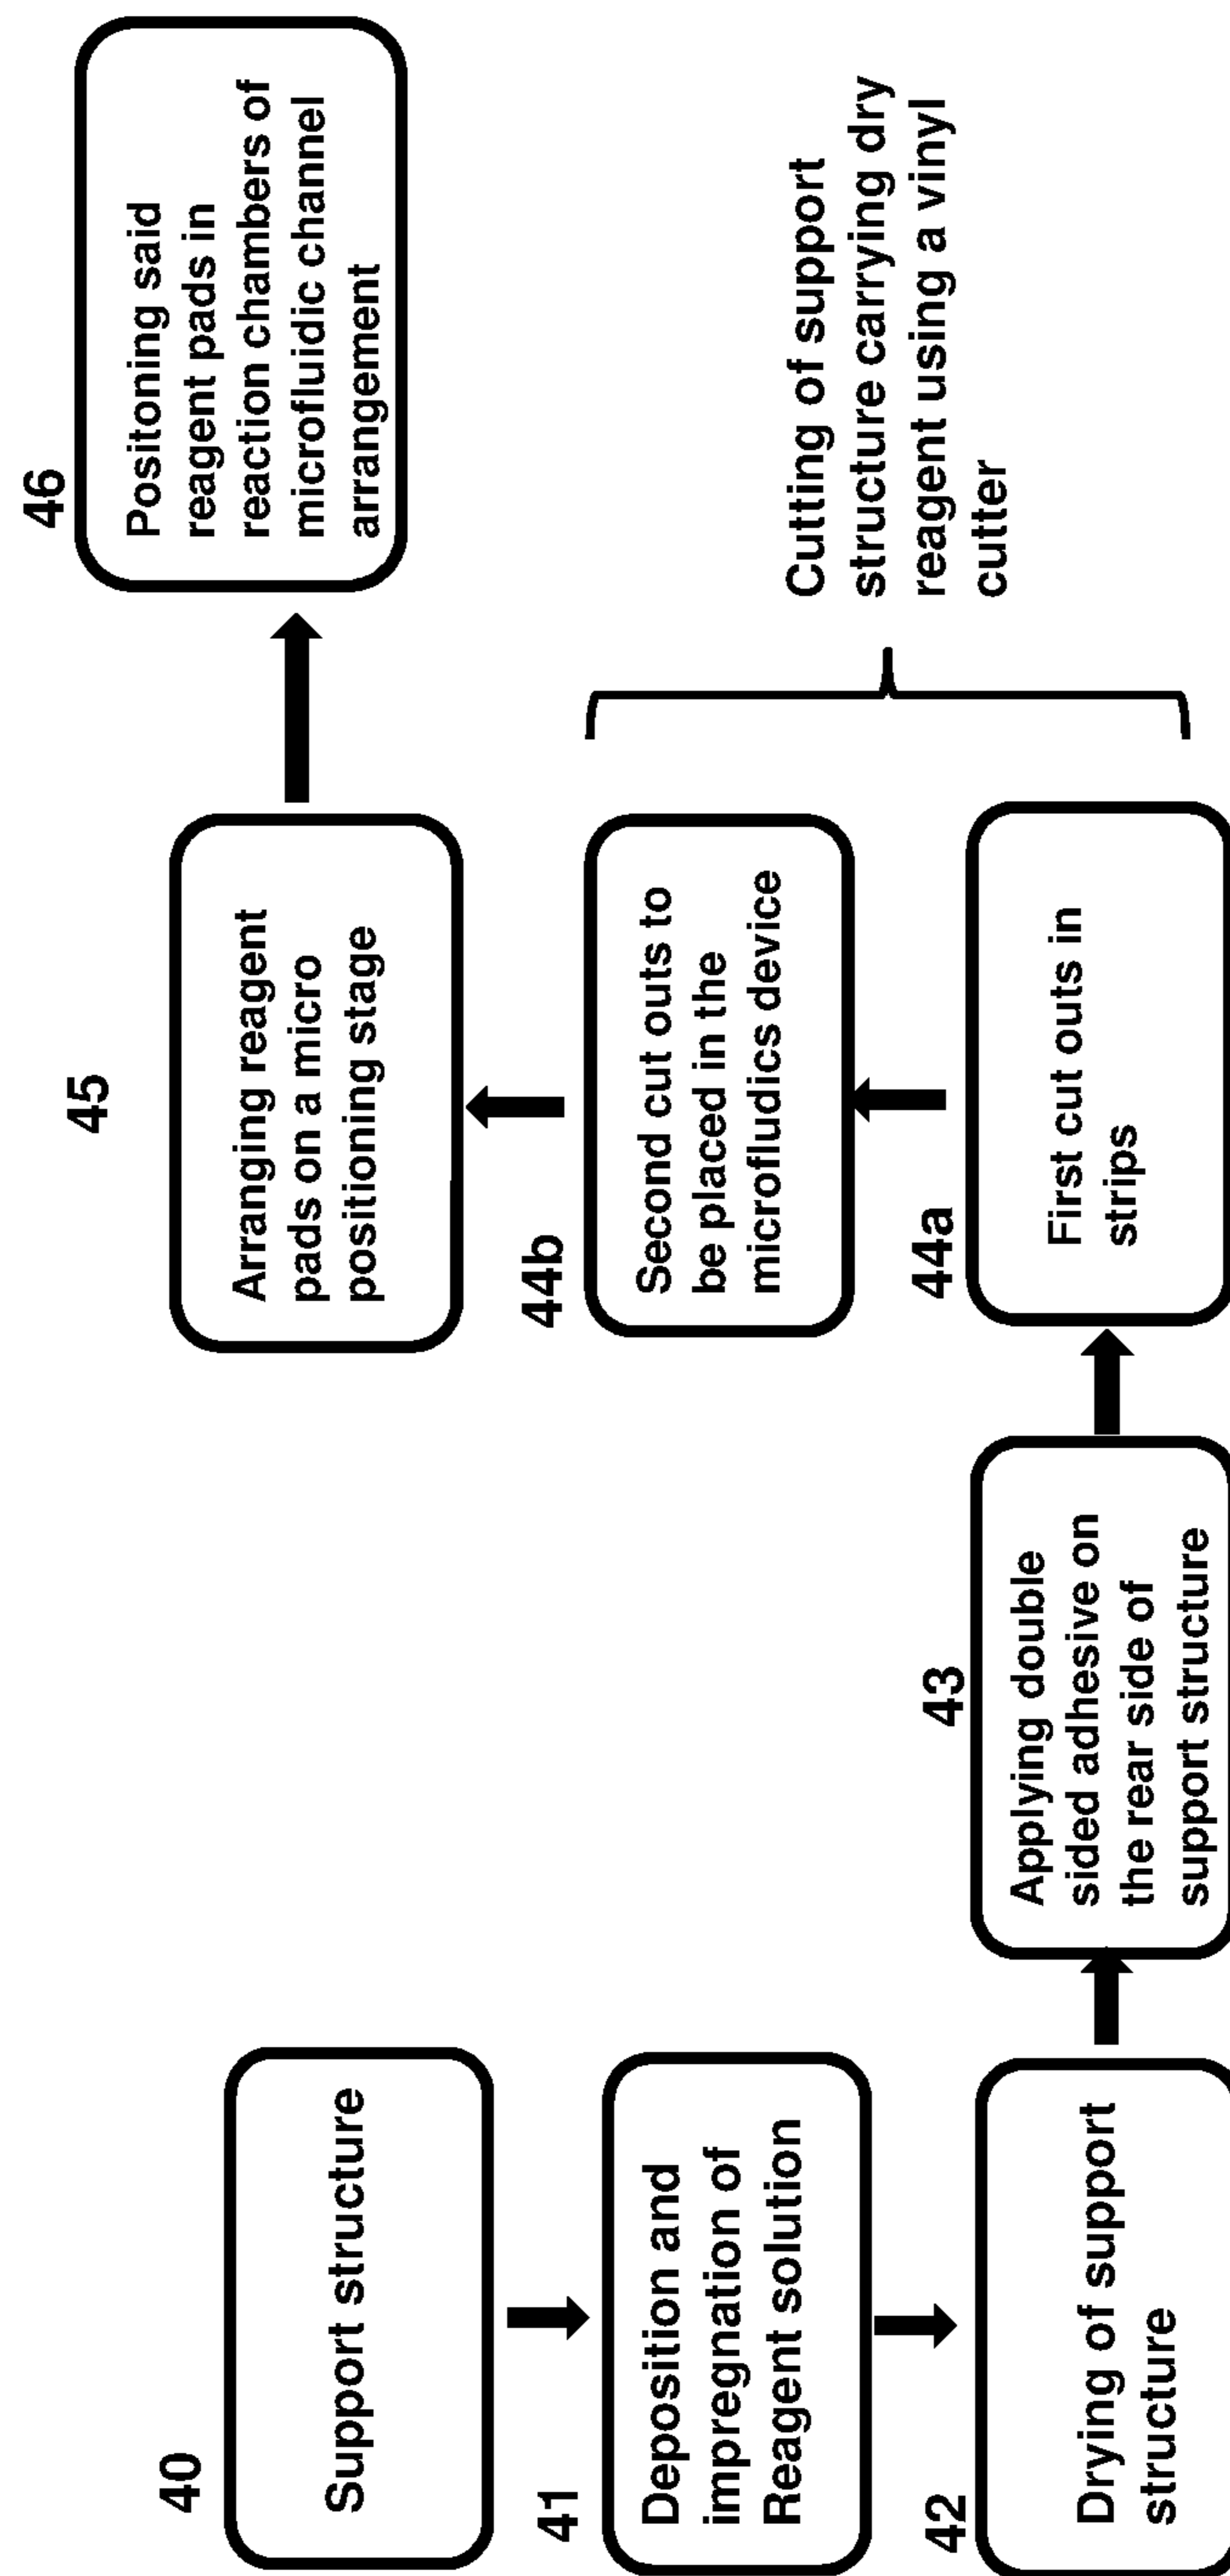 40
Support structure
41
Deposition and
impregnation of
Reagent solution
42
Drying of support
structure
43
Applying double
sided adhesive on
the rear side of
support structure
44a
First cut outs in
strips
44b
Second cut outs to
be placed in the
microfludics device
45
Arranging reagent
pads on a micro
positioning stage
46
Positoning said
reagent pads in
reaction chambers of
microfluidic channel
arrangement
Cutting of support
structure carrying dry
reagent using a vinyl
cutter